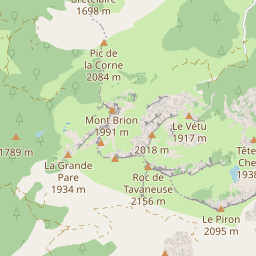 Bretelaire
1698 m
Pic de
la Corne
2084 m
Mont Brion
1991 m
Le Vétu
1917 m
1789 m
2018 m
La Grande
Pare
1934 m
Roc de
Tavaneuse
2156 m
Tête
Che
1938
Le Piron
2095 m